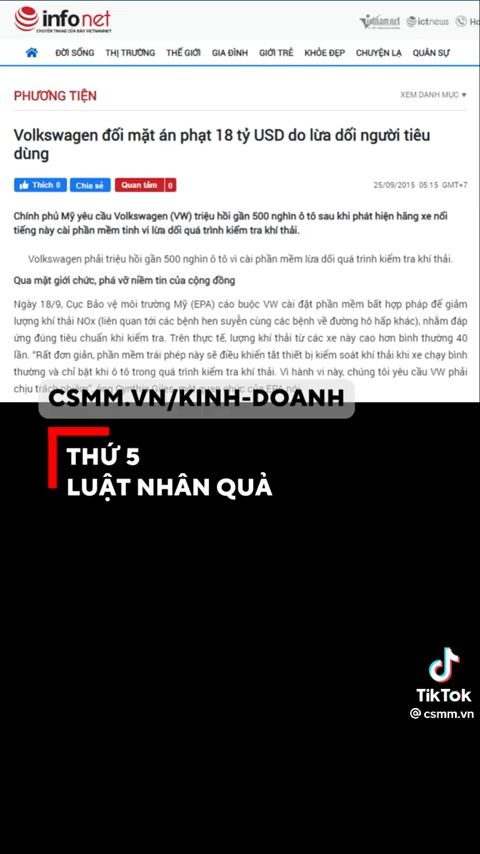 infonet
CHUYÊN TRANG CỦA BÁO VIETNAMNET
Vietnamnet
ictnews
ĐỜI SỐNG THỊ TRƯỜNG THẾ GIỚI GIA ĐÌNH GIỚI TRẺ KHỎE ĐẸP CHUYỆN LẠ QUÂN SỰ
PHƯƠNG TIỆN
XEM DANH MỤC ▼
Volkswagen đối mặt án phạt 18 tỷ USD do lừa dối người tiêu
dùng
Thích 0 Chia sẻ Quan tâm 0
25/09/2015 05:15 GMT+7
Chính phủ Mỹ yêu cầu Volkswagen (VW) triệu hồi gần 500 nghìn ô tô sau khi phát hiện hãng xe nổi
tiếng này cài phần mềm tinh vi lừa dối quá trình kiểm tra khí thải.
Volkswagen phải triệu hồi gần 500 nghìn ô tô vì cài phần mềm lừa dối quá trình kiểm tra khí thải.
Qua mặt giới chức, phá vỡ niềm tin của cộng đồng
Ngày 18/9, Cục Bảo vệ môi trường Mỹ (EPA) cáo buộc VW cài đặt phần mềm bất hợp pháp để giảm
lượng khí thải NOx (liên quan tới các bệnh hen suyễn cùng các bệnh về đường hô hấp khác), nhằm đáp
ứng đúng tiêu chuẩn khi kiểm tra. Trên thực tế, lượng khí thải từ các xe này cao hơn bình thường 40
lần. "Rất đơn giản, phần mềm trái phép này sẽ điều khiển tắt thiết bị kiểm soát khí thải khi xe chạy bình
thường và chỉ bật khi ô tô trong quá trình kiểm tra khí thải. Vì hành vi này, chúng tôi yêu cầu VW phải
chịu trách nhiệm"
CSMM.VN/KINH-DOANH
THỨ 5
LUẬT NHÂN QUẢ
TikTok
@csmm.vn